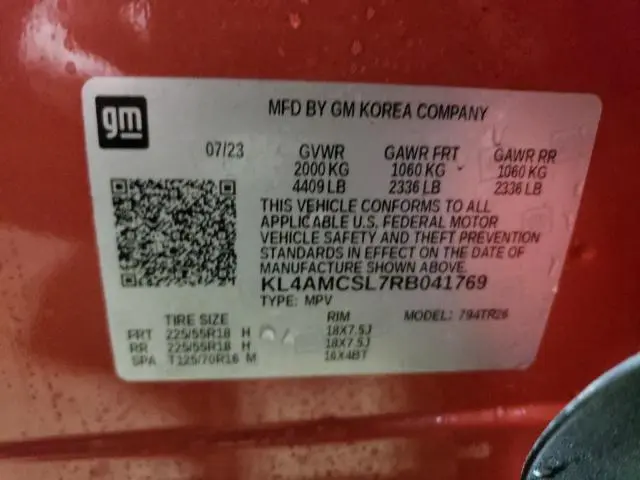 gm
MFD BY GM KOREA COMPANY
07/23 GVWR GAWR FRT GAWR RR
2000 KG 1060 KG 1060 KG
4409 LB 2336 LB 2336 LB
THIS VEHICLE CONFORMS TO ALL
APPLICABLE U.S. FEDERAL MOTOR
VEHICLE SAFETY AND THEFT PREVENTION
STANDARDS IN EFFECT ON THE DATE OF
MANUFACTURE SHOWN ABOVE.
KL4AMCSL7RB041769
TYPE: MPV MODEL: 794TR26
TIRE SIZE RIM
FRT 225/55R18 H 18X7.5J
RR 225/55R18 H 18X7.5J
SPA T125/70R16 M 16X4BT